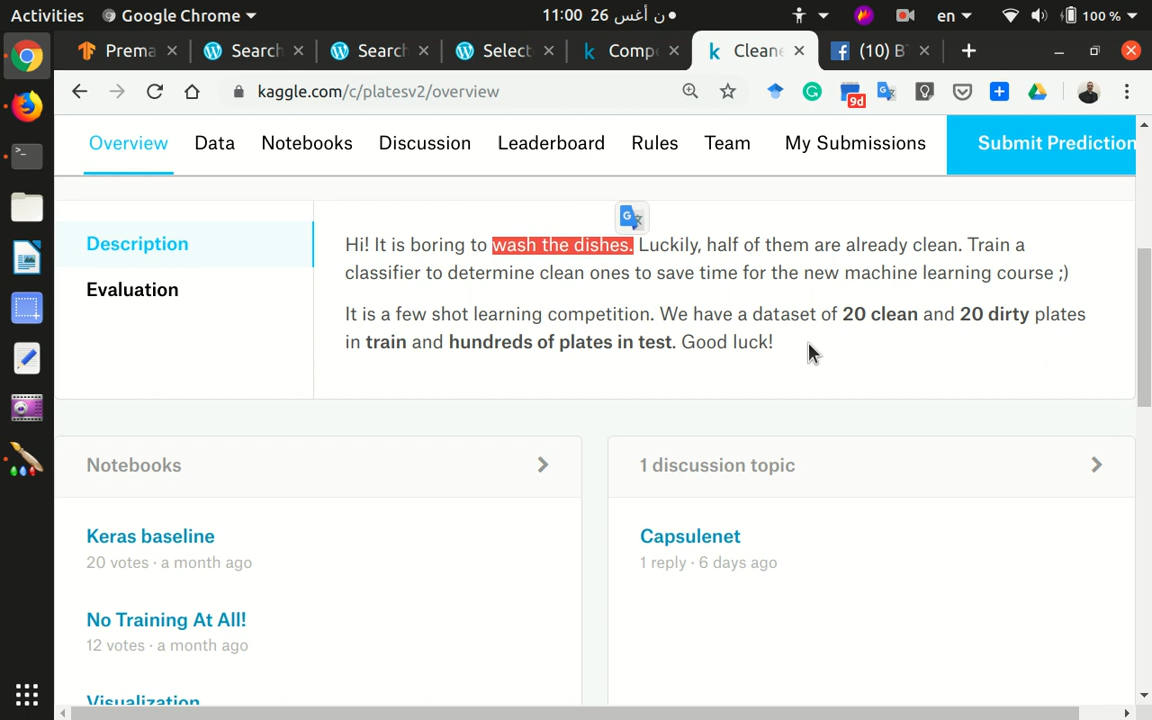 Activities Google Chrome 11:00 26 ن أغس en 100 %
Prema Search Search Select Comp Cleane (10) B
kaggle.com/c/platesv2/overview 9d
Overview Data Notebooks Discussion Leaderboard Rules Team My Submissions Submit Prediction
Description
Evaluation
Hi! It is boring to wash the dishes. Luckily, half of them are already clean. Train a
classifier to determine clean ones to save time for the new machine learning course ;)
It is a few shot learning competition. We have a dataset of 20 clean and 20 dirty plates
in train and hundreds of plates in test. Good luck!
Notebooks
Keras baseline
20 votes · a month ago
No Training At All!
12 votes · a month ago
Visualization
1 discussion topic
Capsulenet
1 reply · 6 days ago